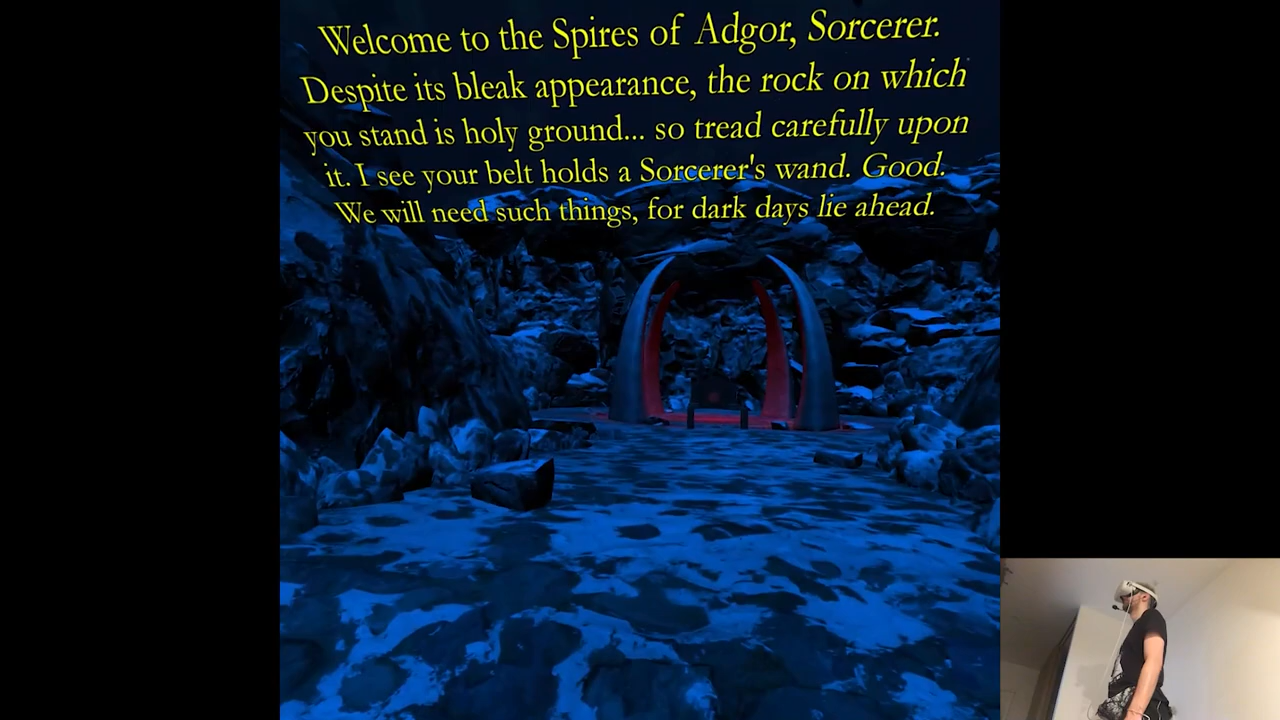 Welcome to the Spires of Adgor, Sorcerer.
Despite its bleak appearance, the rock on which
you stand is holy ground... so tread carefully upon
it. I see your belt holds a Sorcerer's wand. Good.
We will need such things, for dark days lie ahead.